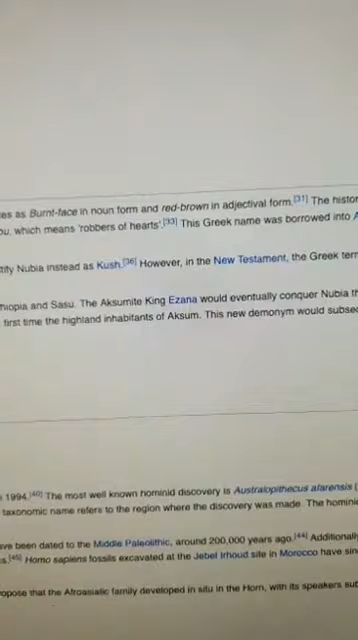 es as Burnt-face in noun form and red-brown in adjectival form.[31] The histor
ou, which means 'robbers of hearts'.[33] This Greek name was borrowed into A
tify Nubia instead as Kush.[36] However, in the New Testament, the Greek term
hiopia and Sasu. The Aksumite King Ezana would eventually conquer Nubia th
first time the highland inhabitants of Aksum. This new demonym would subse
1994.[40] The most well known hominid discovery is Australopithecus afarensis (
taxonomic name refers to the region where the discovery was made. The hominid
ave been dated to the Middle Paleolithic, around 200,000 years ago.[44] Additionally
s.[45] Homo sapiens fossils excavated at the Jebel Irhoud site in Morocco have sinc
opose that the Afroasiatic family developed in situ in the Horn, with its speakers sub